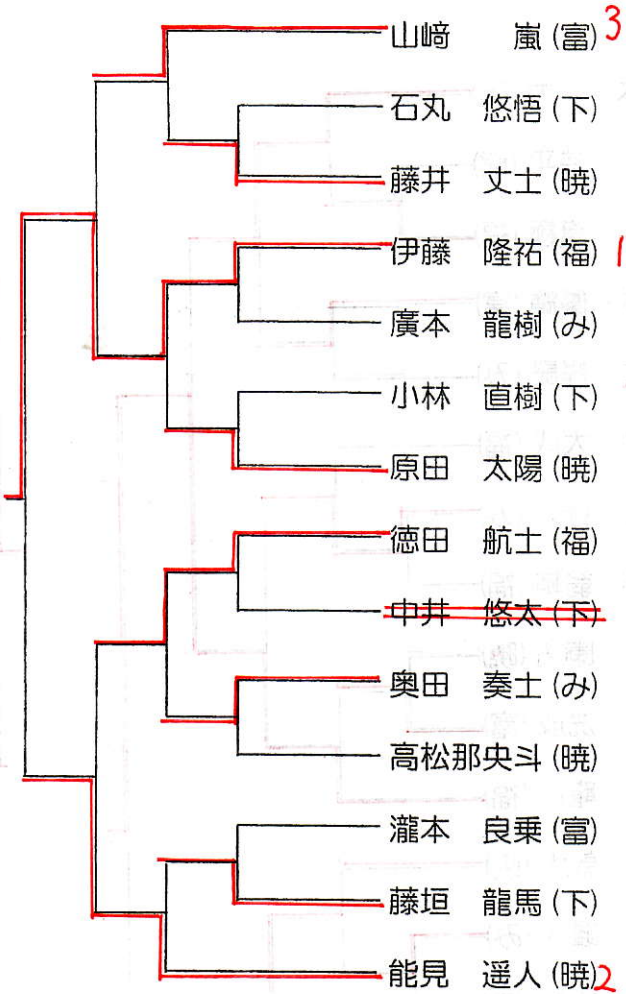 山﨑　嵐(富) 3
石丸　悠悟(下)
藤井　丈士(暁)
伊藤　隆祐(福) 1
廣本　龍樹(み)
小林　直樹(下)
原田　太陽(暁)
徳田　航士(福)
中井　悠太(下)
奥田　奏士(み)
高松那央斗(暁)
瀧本　良乗(富)
藤垣　龍馬(下)
能見　遥人(暁) 2